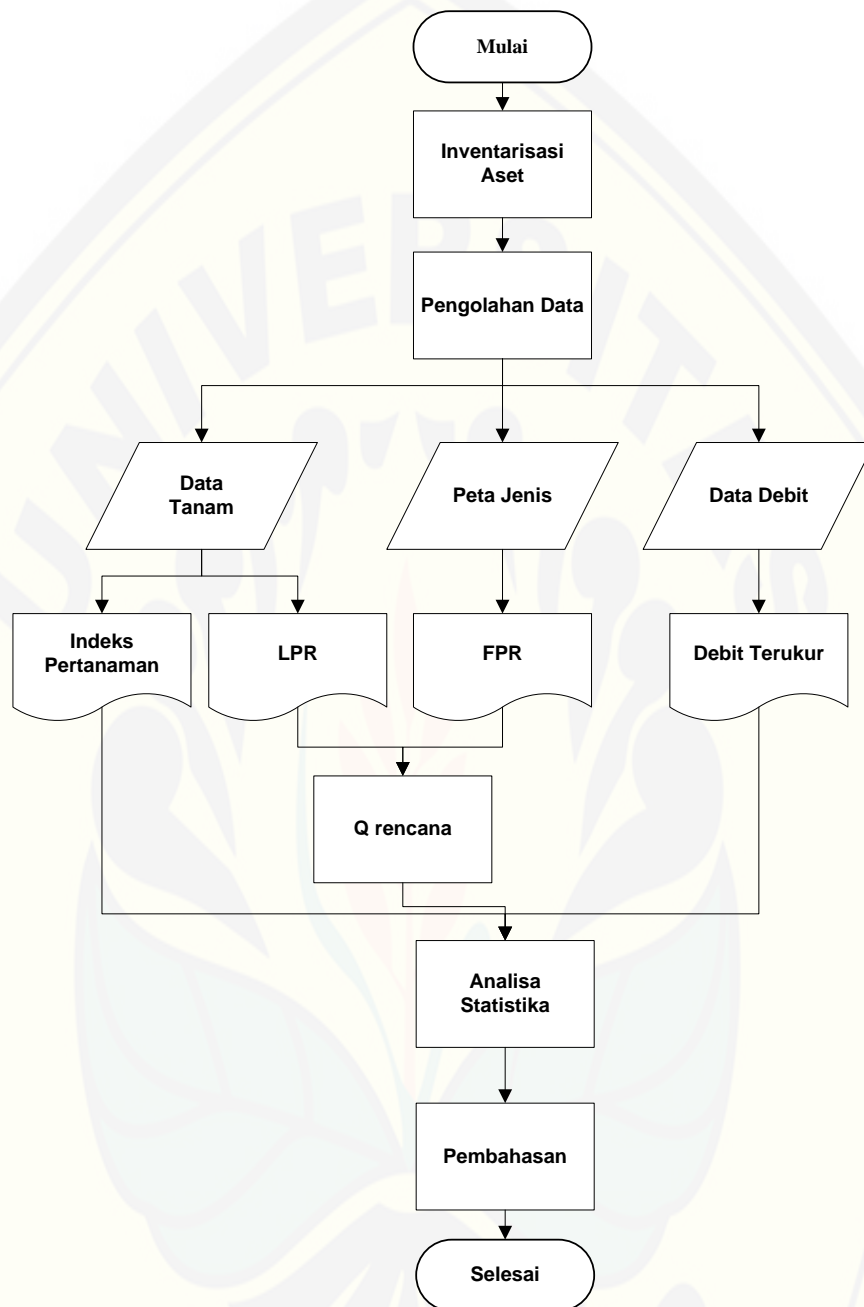 Mulai
Inventarisasi
Aset
Pengolahan Data
Data
Tanam
Peta Jenis
Data Debit
Indeks
Pertanaman
LPR
FPR
Debit Terukur
Q rencana
Analisa
Statistika
Pembahasan
Selesai
UNIVERSITAS